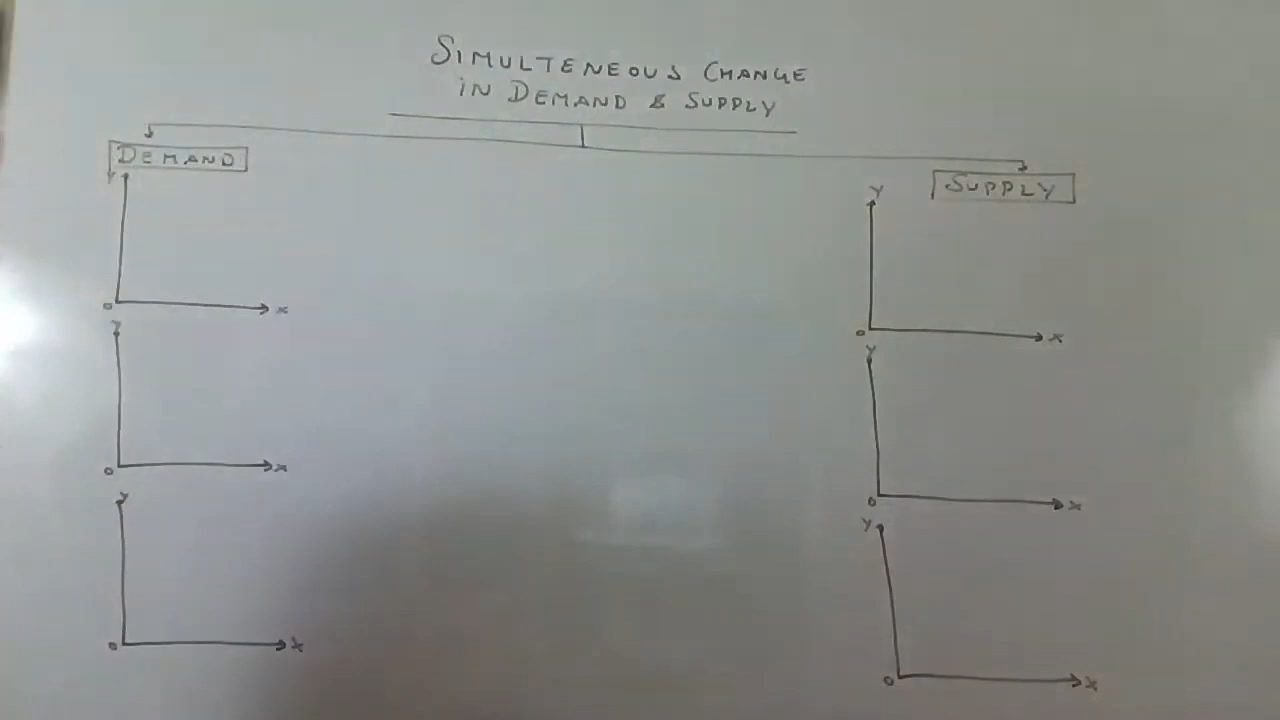 SIMULTENEOUS CHANGE
IN DEMAND & SUPPLY
DEMAND
SUPPLY
Y
O X
Y
O X
Y
O X
Y
O X
Y
O X
O X